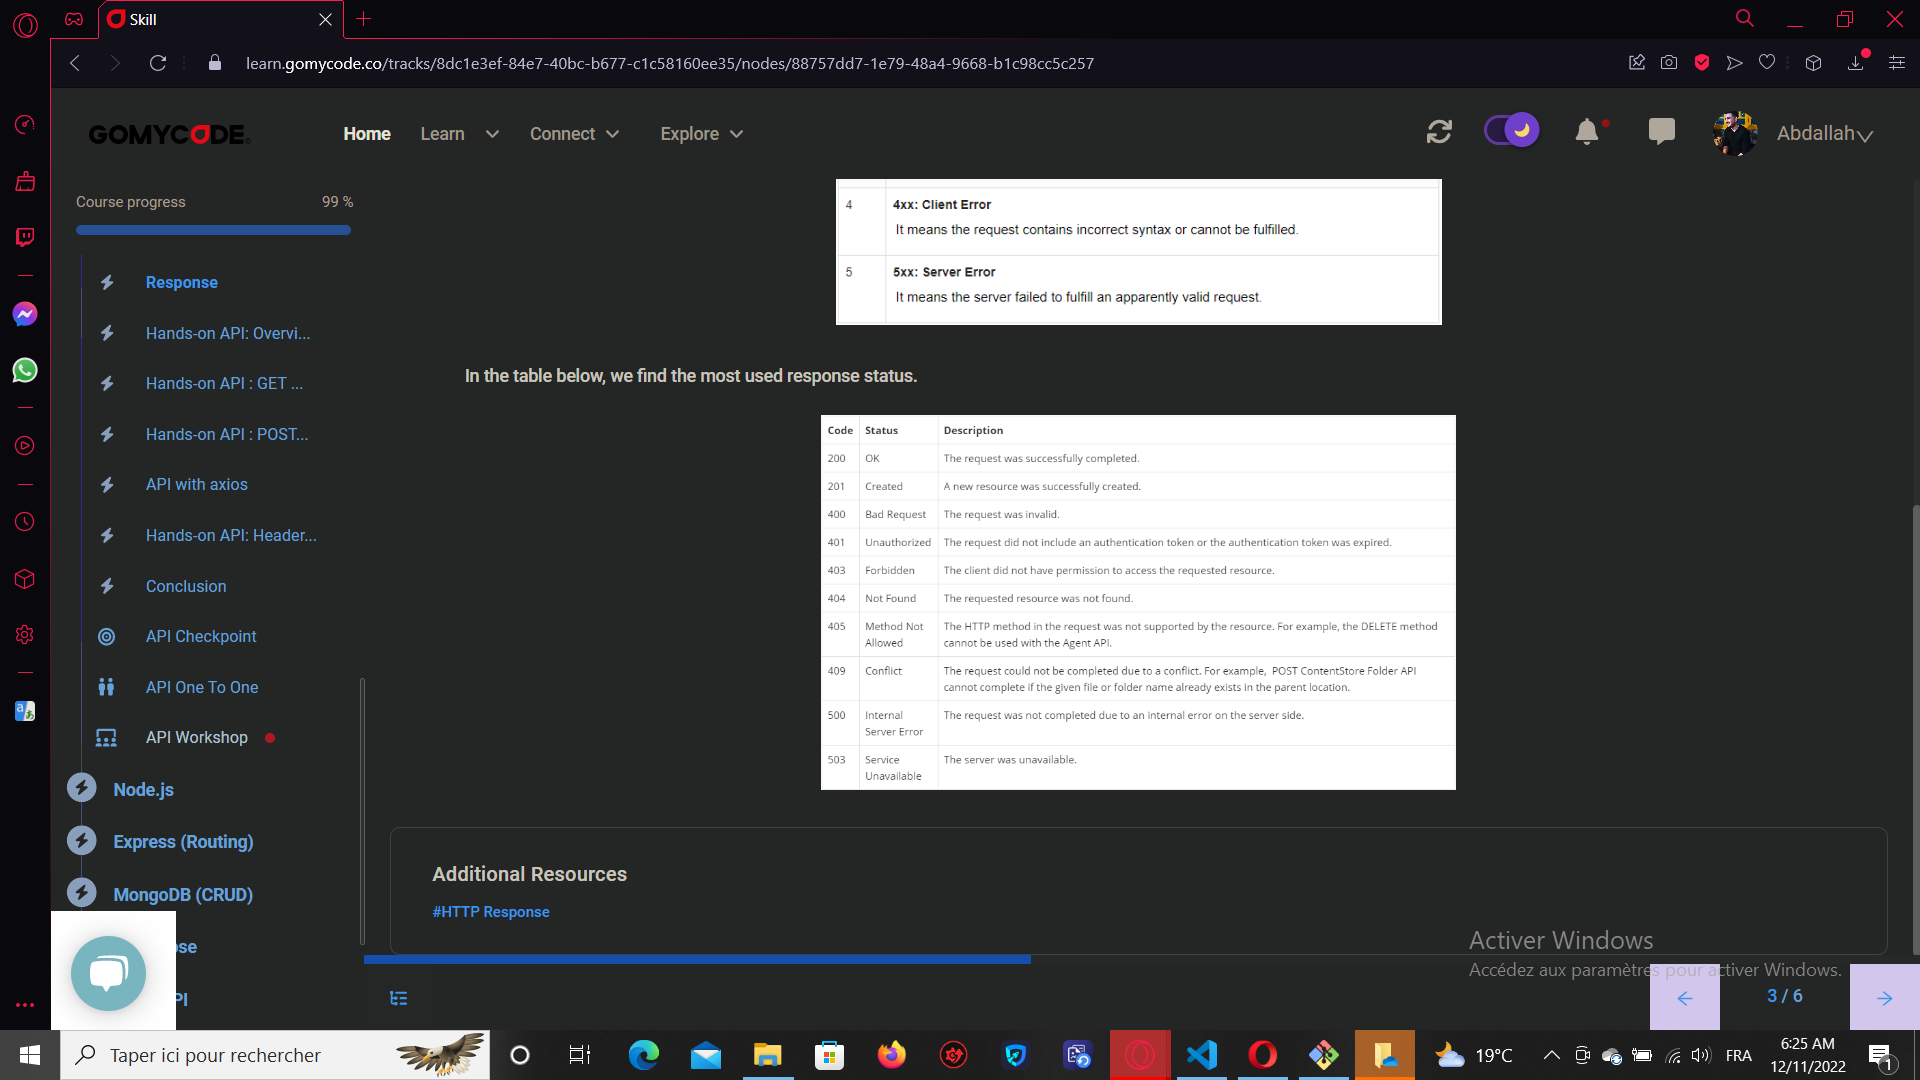 Skill
learn.gomycode.co/tracks/8dc1e3ef-84e7-40bc-b677-c1c58160ee35/nodes/88757dd7-1e79-48a4-9668-b1c98cc5c257
GOMYCODE
Home
Learn
Connect
Explore
Abdallah
Course progress
99 %
Response
Hands-on API: Overvi...
Hands-on API : GET ...
Hands-on API : POST...
API with axios
Hands-on API: Header...
Conclusion
API Checkpoint
API One To One
API Workshop
Node.js
Express (Routing)
MongoDB (CRUD)
ose
PI
4
4xx: Client Error
It means the request contains incorrect syntax or cannot be fulfilled.
5
5xx: Server Error
It means the server failed to fulfill an apparently valid request.
In the table below, we find the most used response status.
Code Status Description
200 OK The request was successfully completed.
201 Created A new resource was successfully created.
400 Bad Request The request was invalid.
401 Unauthorized The request did not include an authentication token or the authentication token was expired.
403 Forbidden The client did not have permission to access the requested resource.
404 Not Found The requested resource was not found.
405 Method Not Allowed The HTTP method in the request was not supported by the resource. For example, the DELETE method
cannot be used with the Agent API.
409 Conflict The request could not be completed due to a conflict. For example, POST ContentStore Folder API
cannot complete if the given file or folder name already exists in the parent location.
500 Internal Server Error The request was not completed due to an internal error on the server side.
503 Service Unavailable The server was unavailable.
Additional Resources
#HTTP Response
Activer Windows
Accédez aux paramètres pour activer Windows.
3 / 6
Taper ici pour rechercher
19°C
FRA
6:25 AM
12/11/2022
1